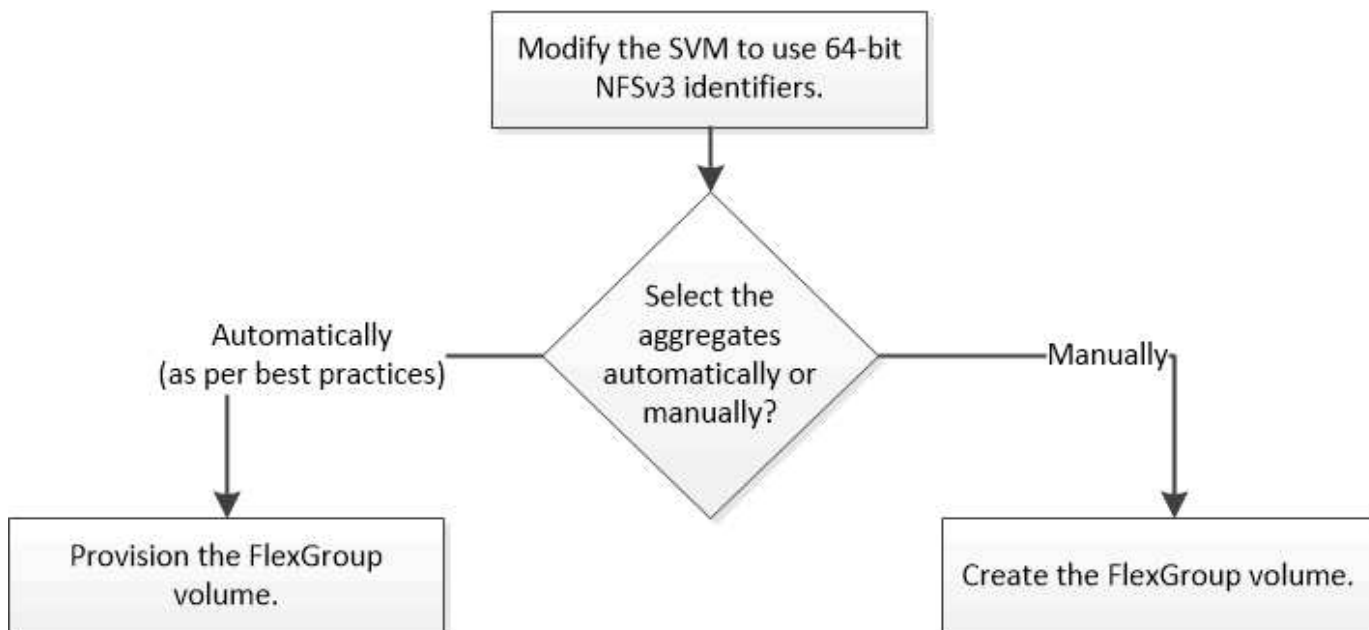 Modify the SVM to use 64-bit
NFSv3 identifiers.
Select the
aggregates
automatically or
manually?
Automatically
(as per best practices)
Manually
Provision the FlexGroup
volume.
Create the FlexGroup volume.